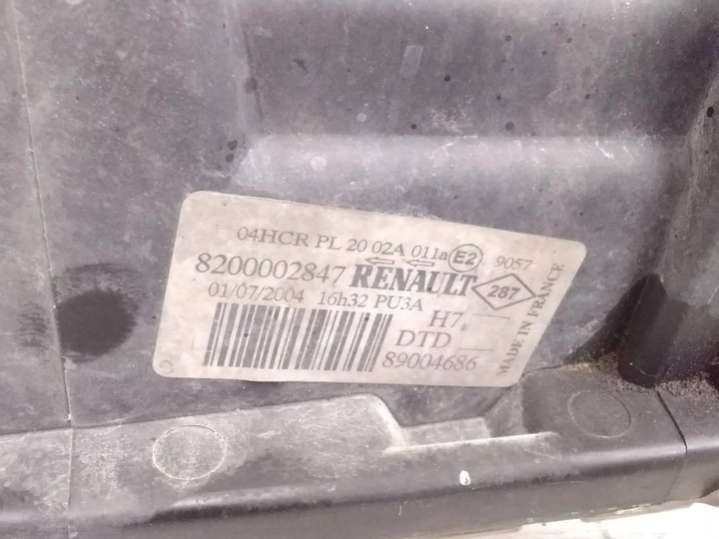 04HCR PL 20 02A 011a E2 9057
8200002847 RENAULT 287
01/07/2004 16h32 PU3A
H7
DTD
89004686
MADE IN FRANCE